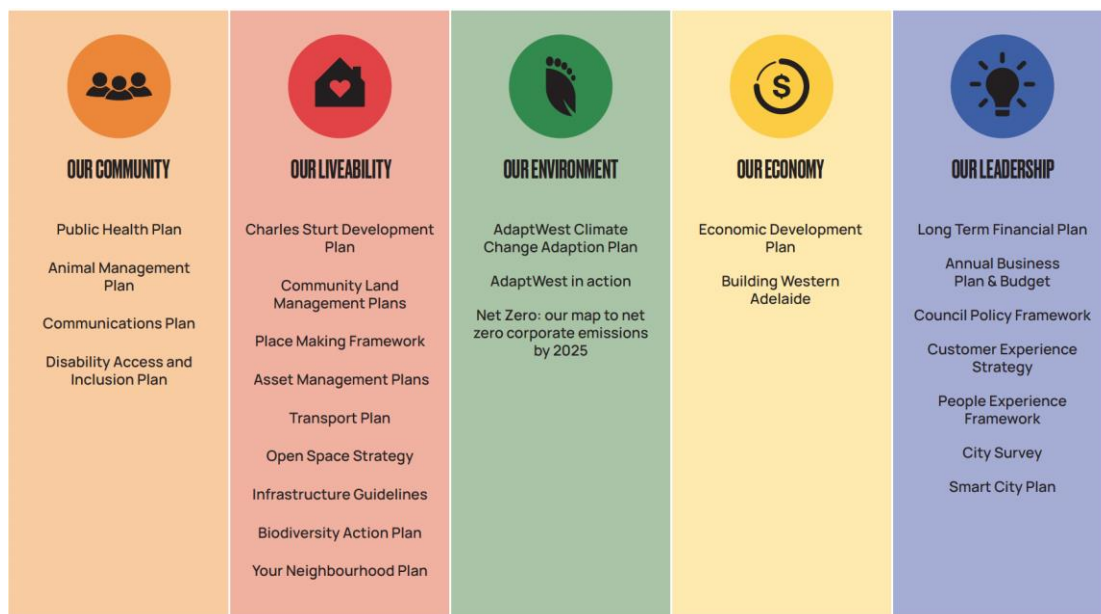 OUR COMMUNITY
Public Health Plan
Animal Management
Plan
Communications Plan
Disability Access and
Inclusion Plan
OUR LIVEABILITY
Charles Sturt Development
Plan
Community Land
Management Plans
Place Making Framework
Asset Management Plans
Transport Plan
Open Space Strategy
Infrastructure Guidelines
Biodiversity Action Plan
Your Neighbourhood Plan
OUR ENVIRONMENT
AdaptWest Climate
Change Adaption Plan
AdaptWest in action
Net Zero: our map to net
zero corporate emissions
by 2025
$
OUR ECONOMY
Economic Development
Plan
Building Western
Adelaide
OUR LEADERSHIP
Long Term Financial Plan
Annual Business
Plan & Budget
Council Policy Framework
Customer Experience
Strategy
People Experience
Framework
City Survey
Smart City Plan